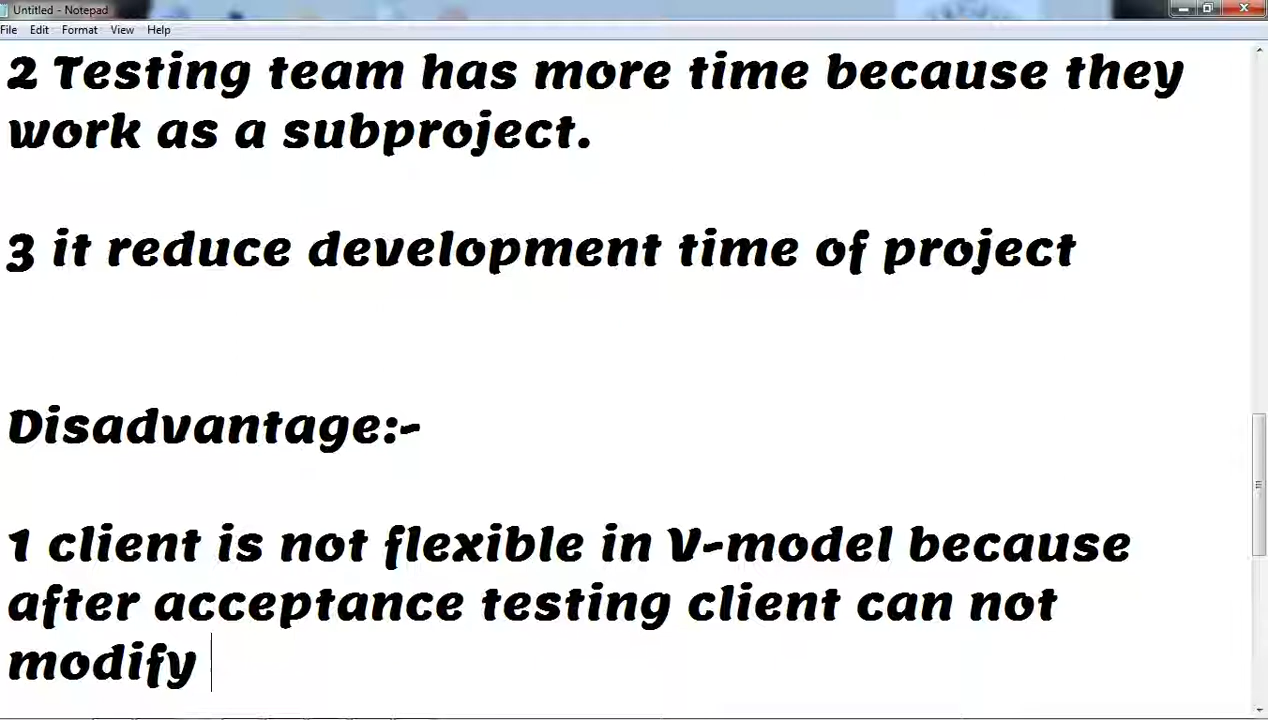 Untitled - Notepad
File Edit Format View Help
2 Testing team has more time because they
work as a subproject.
3 it reduce development time of project
Disadvantage:-
1 client is not flexible in V-model because
after acceptance testing client can not
modify